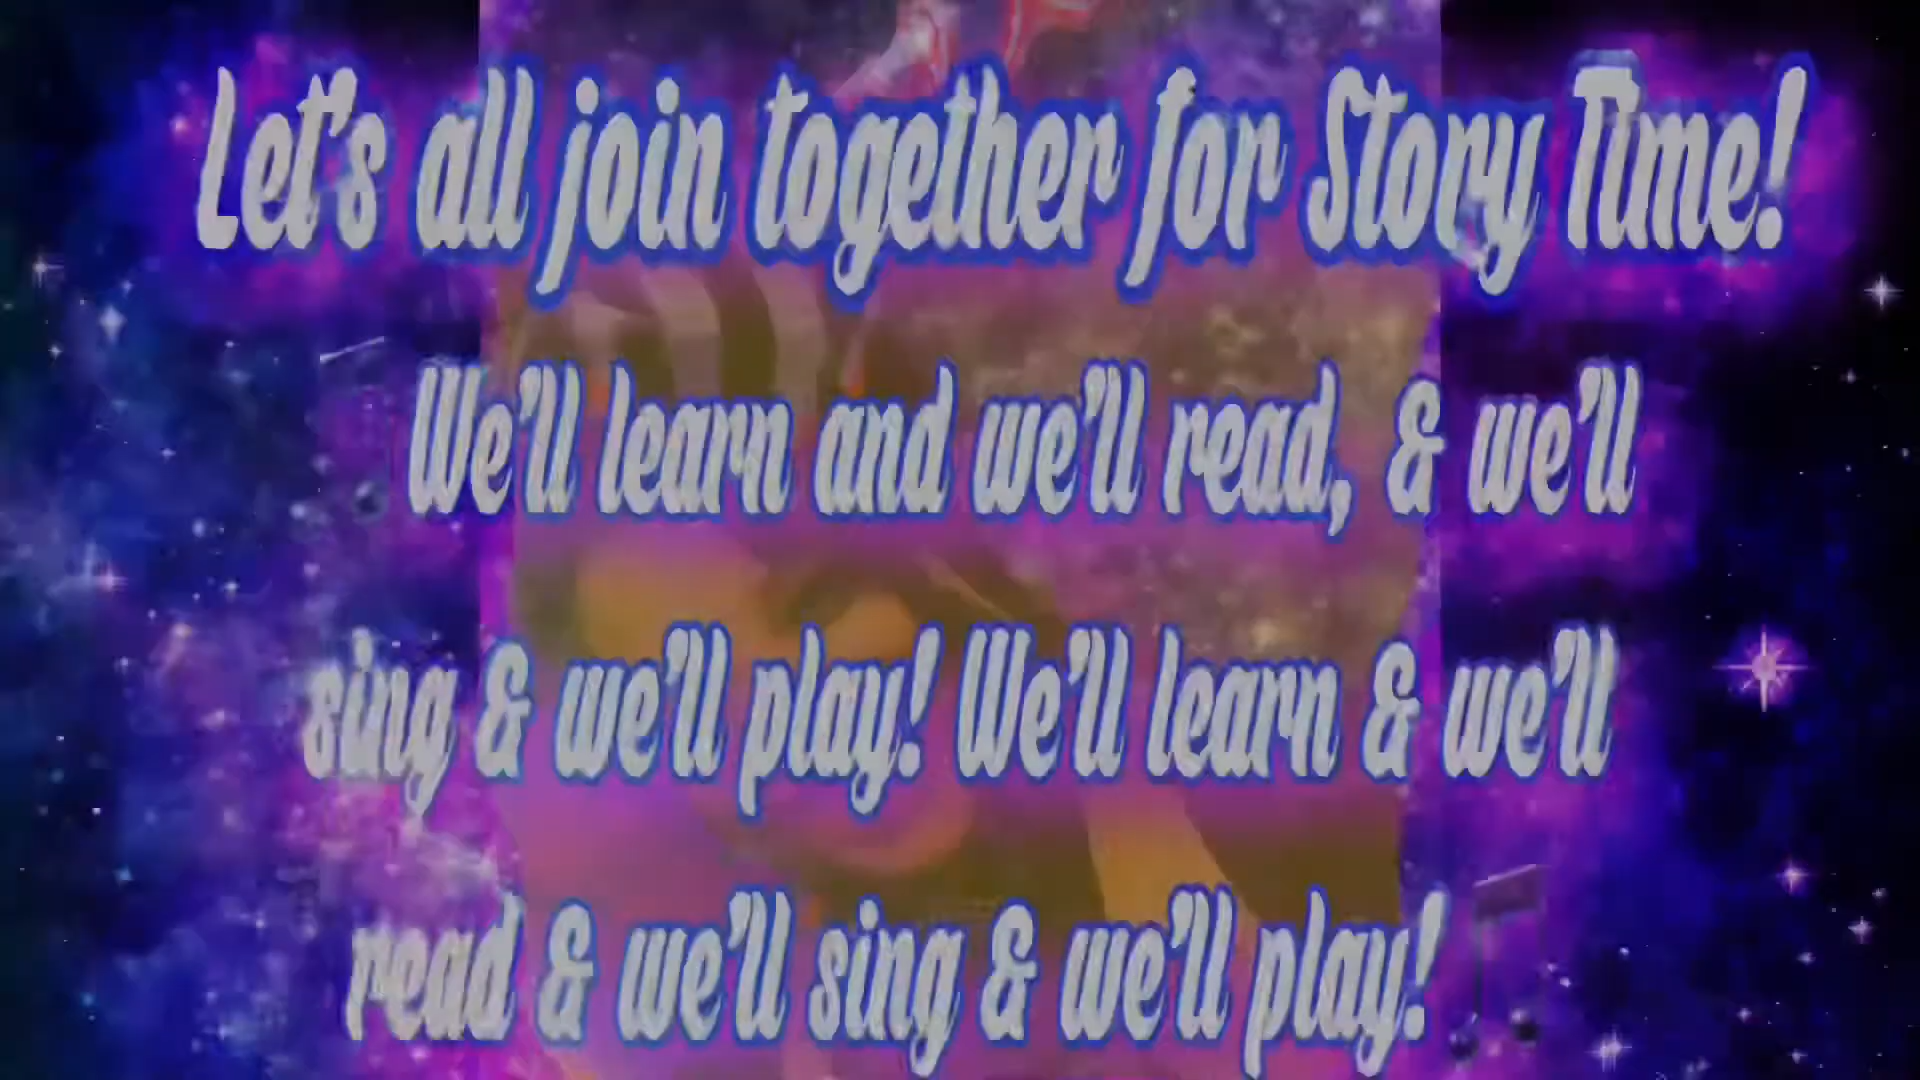 Let's all join together for Story Time!
We'll learn and we'll read, & we'll
sing & we'll play! We'll learn & we'll
read & we'll sing & we'll play!